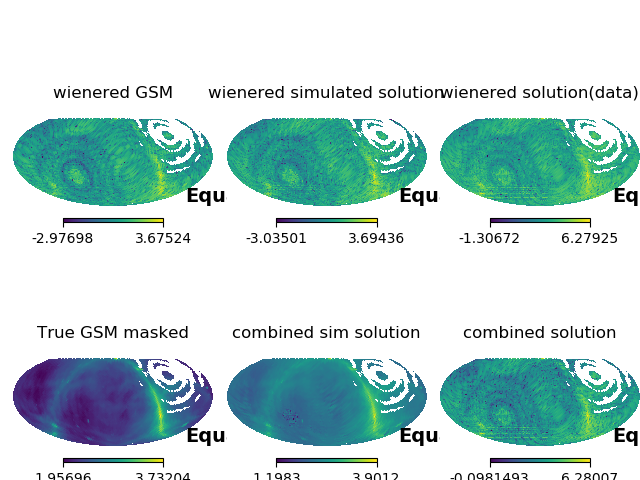 wienered GSM
wienered simulated solution
wienered solution(data)
Equ
Equ
Eq
-2.97698 3.67524
-3.03501 3.69436
-1.30672 6.27925
True GSM masked
combined sim solution
combined solution
Equ
Equ
Eq
1.95696 3.73204
1.1983 3.9012
-0.0981493 6.28007